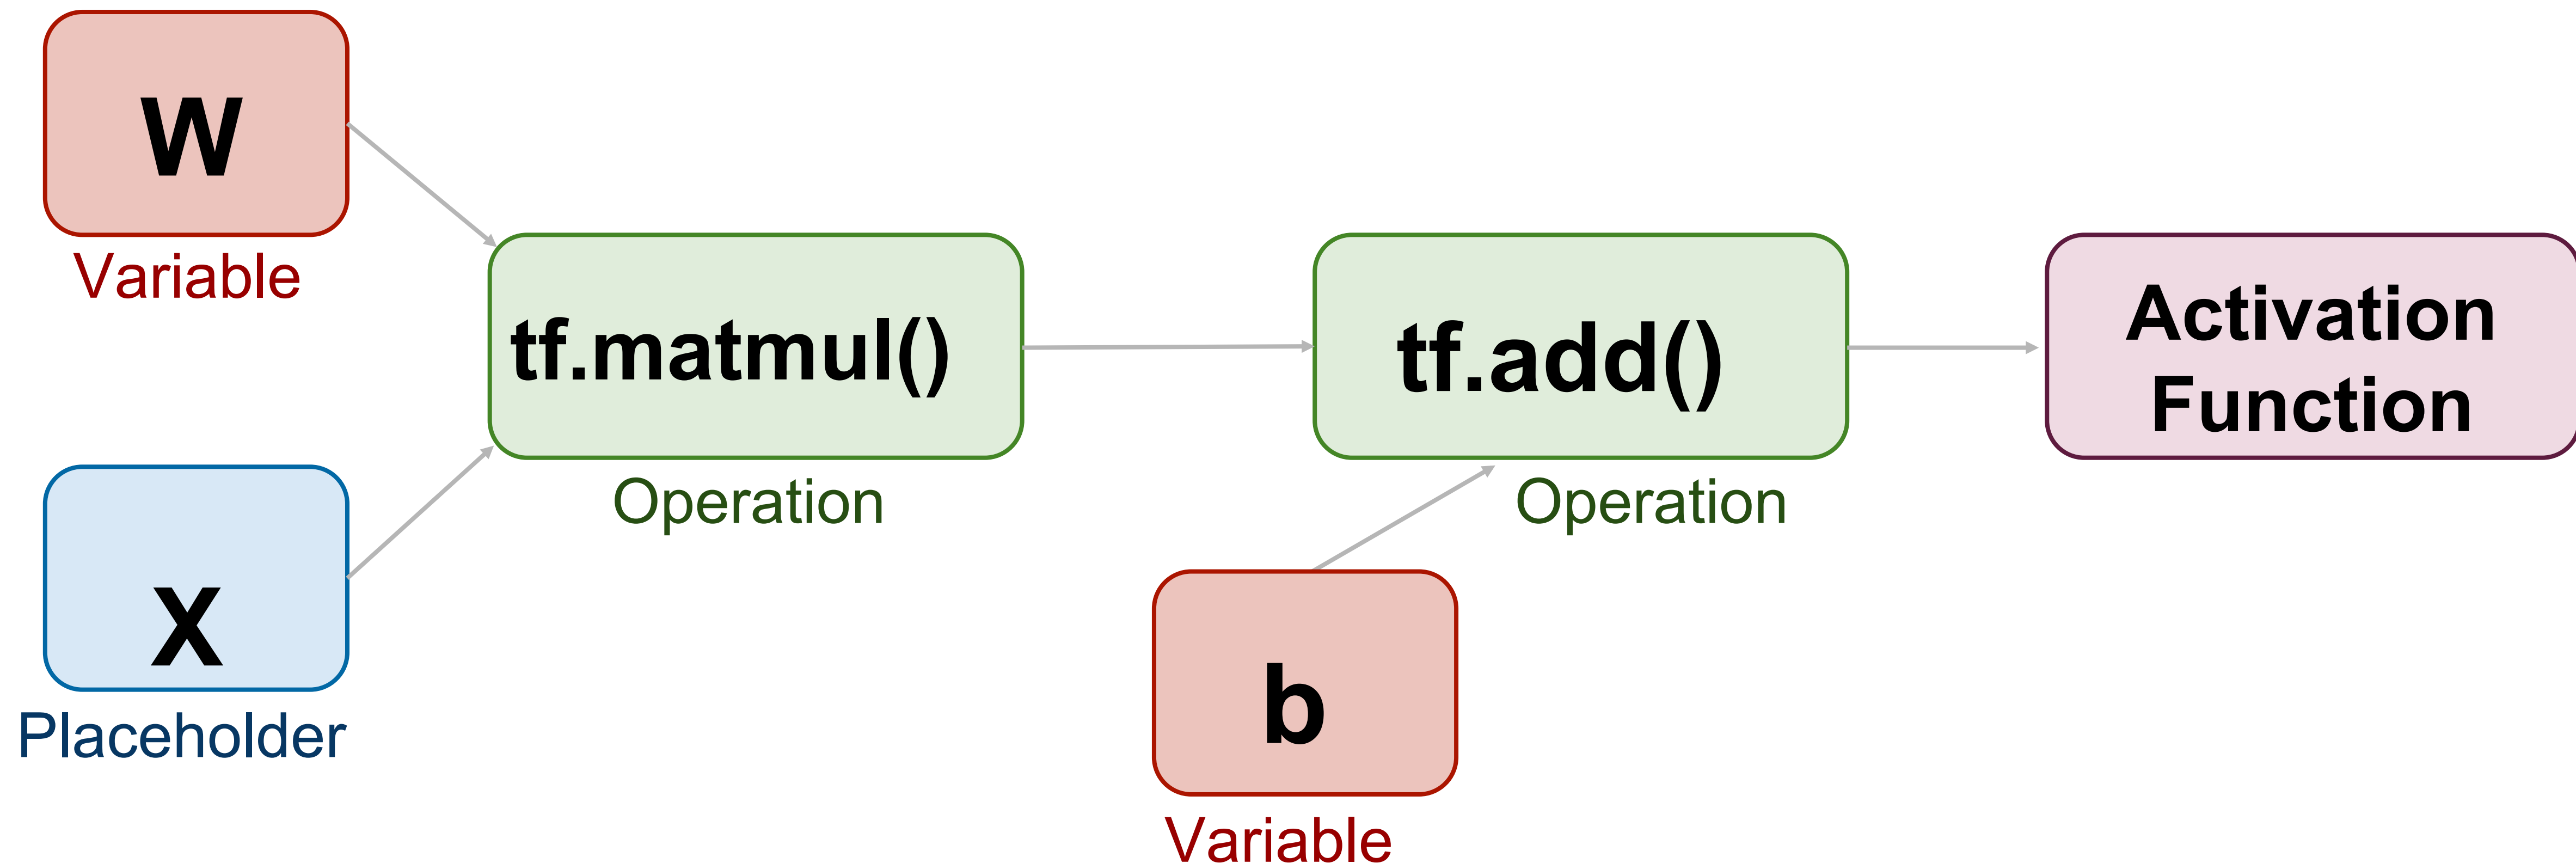 W
Variable
tf.matmul()
Operation
x
Placeholder
tf.add()
Operation
b
Variable
Activation
Function